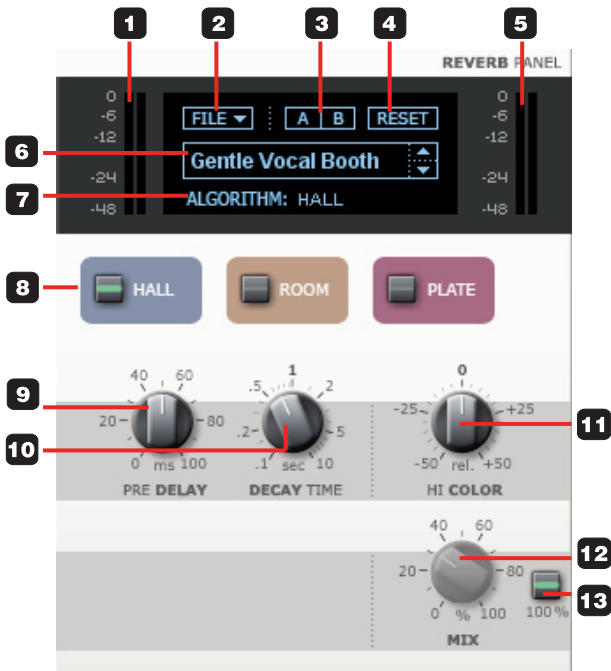 1 2 3 4 5
REVERB PANEL
0 0
-6 FILE A B RESET -6
-12 -12
6 Gentle Vocal Booth
-24 -24
7 ALGORITHM: HALL
-48 -48
8 HALL ROOM PLATE
1 0
40 60 .5 2
9 -25 +25
20 80 .2 5 11
10 0 ms 100 .1 sec 10 -50 rel. +50
PRE DELAY DECAY TIME HI COLOR
40 60
12
20 80
13
0 % 100 100 %
MIX